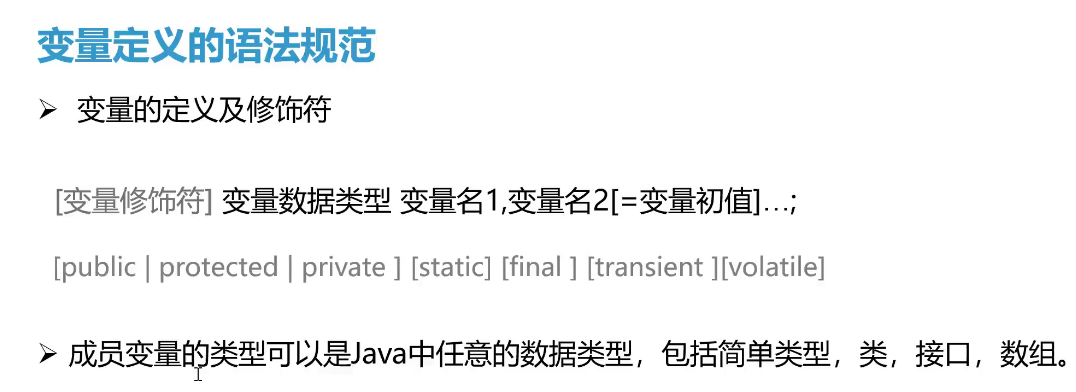 变量定义的语法规范
➢ 变量的定义及修饰符
[变量修饰符] 变量数据类型 变量名1,变量名2[=变量初值]…;
[public | protected | private ] [static] [final ] [transient ][volatile]
➢ 成员变量的类型可以是Java中任意的数据类型，包括简单类型，类，接口，数组。